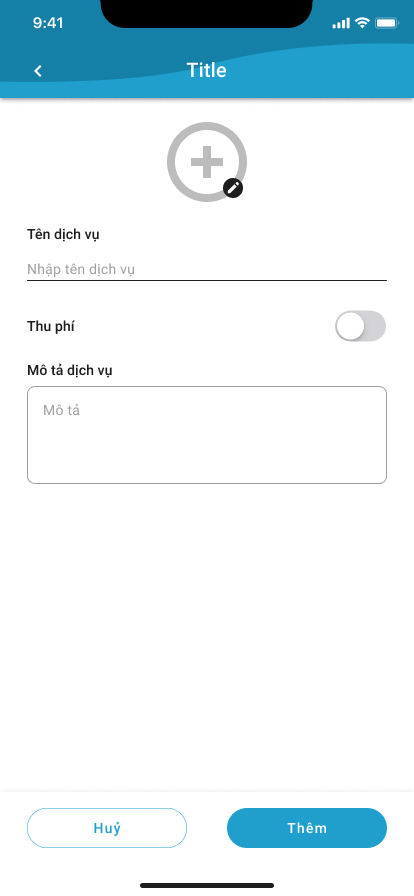 9:41
Title
Tên dịch vụ
Nhập tên dịch vụ
Thu phí
Mô tả dịch vụ
Mô tả
Huỷ
Thêm